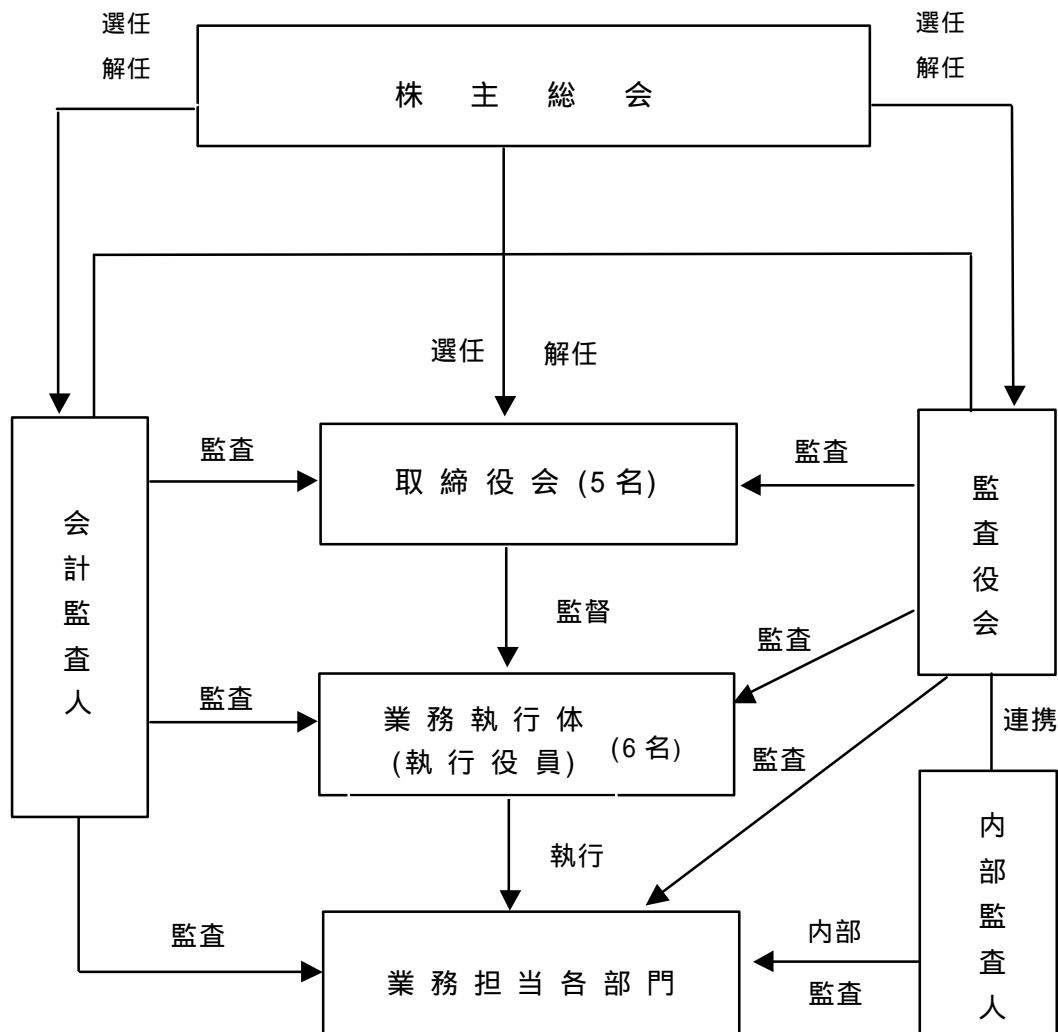 選任
解任
選任
解任
株主総会
選任 解任
監査
取締役会 (5名)
監査
会計監査人
監査役会
監督
監査
監査
業務執行体
(執行役員) (6名)
監査
連携
執行
監査
業務担当各部門
内部
監査
内部監査人